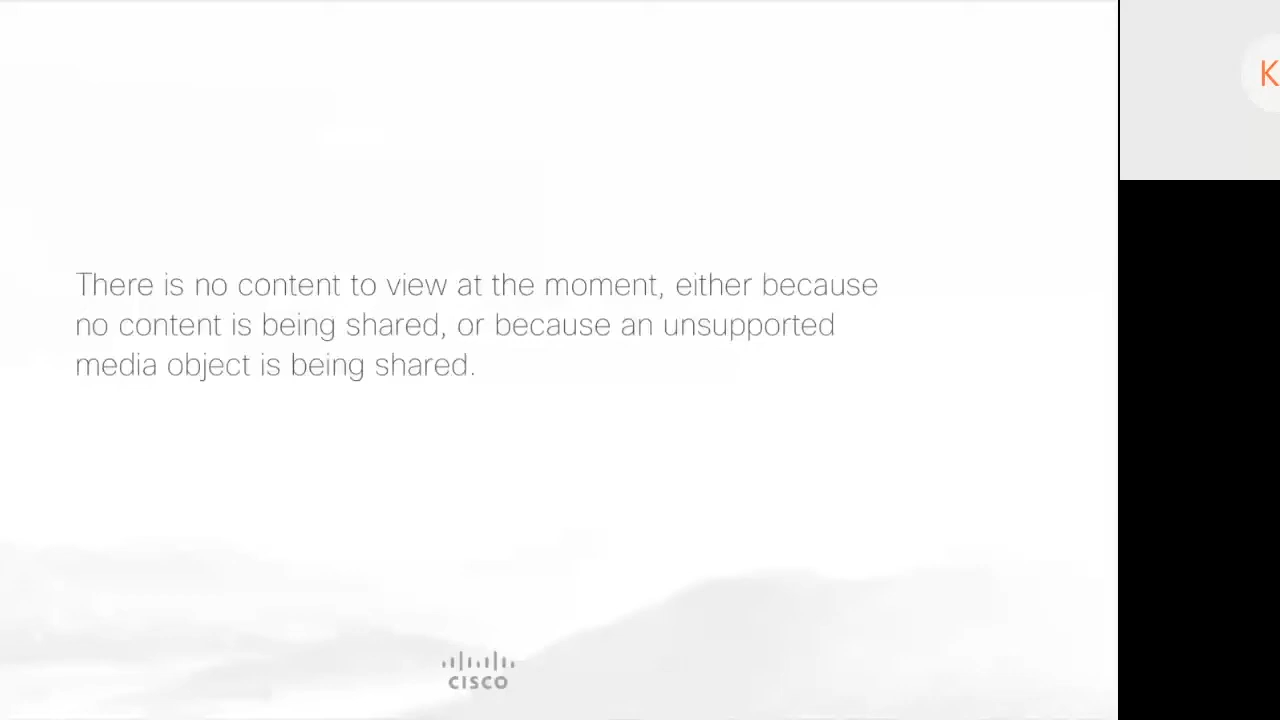 There is no content to view at the moment, either because
no content is being shared, or because an unsupported
media object is being shared.
CISCO
K